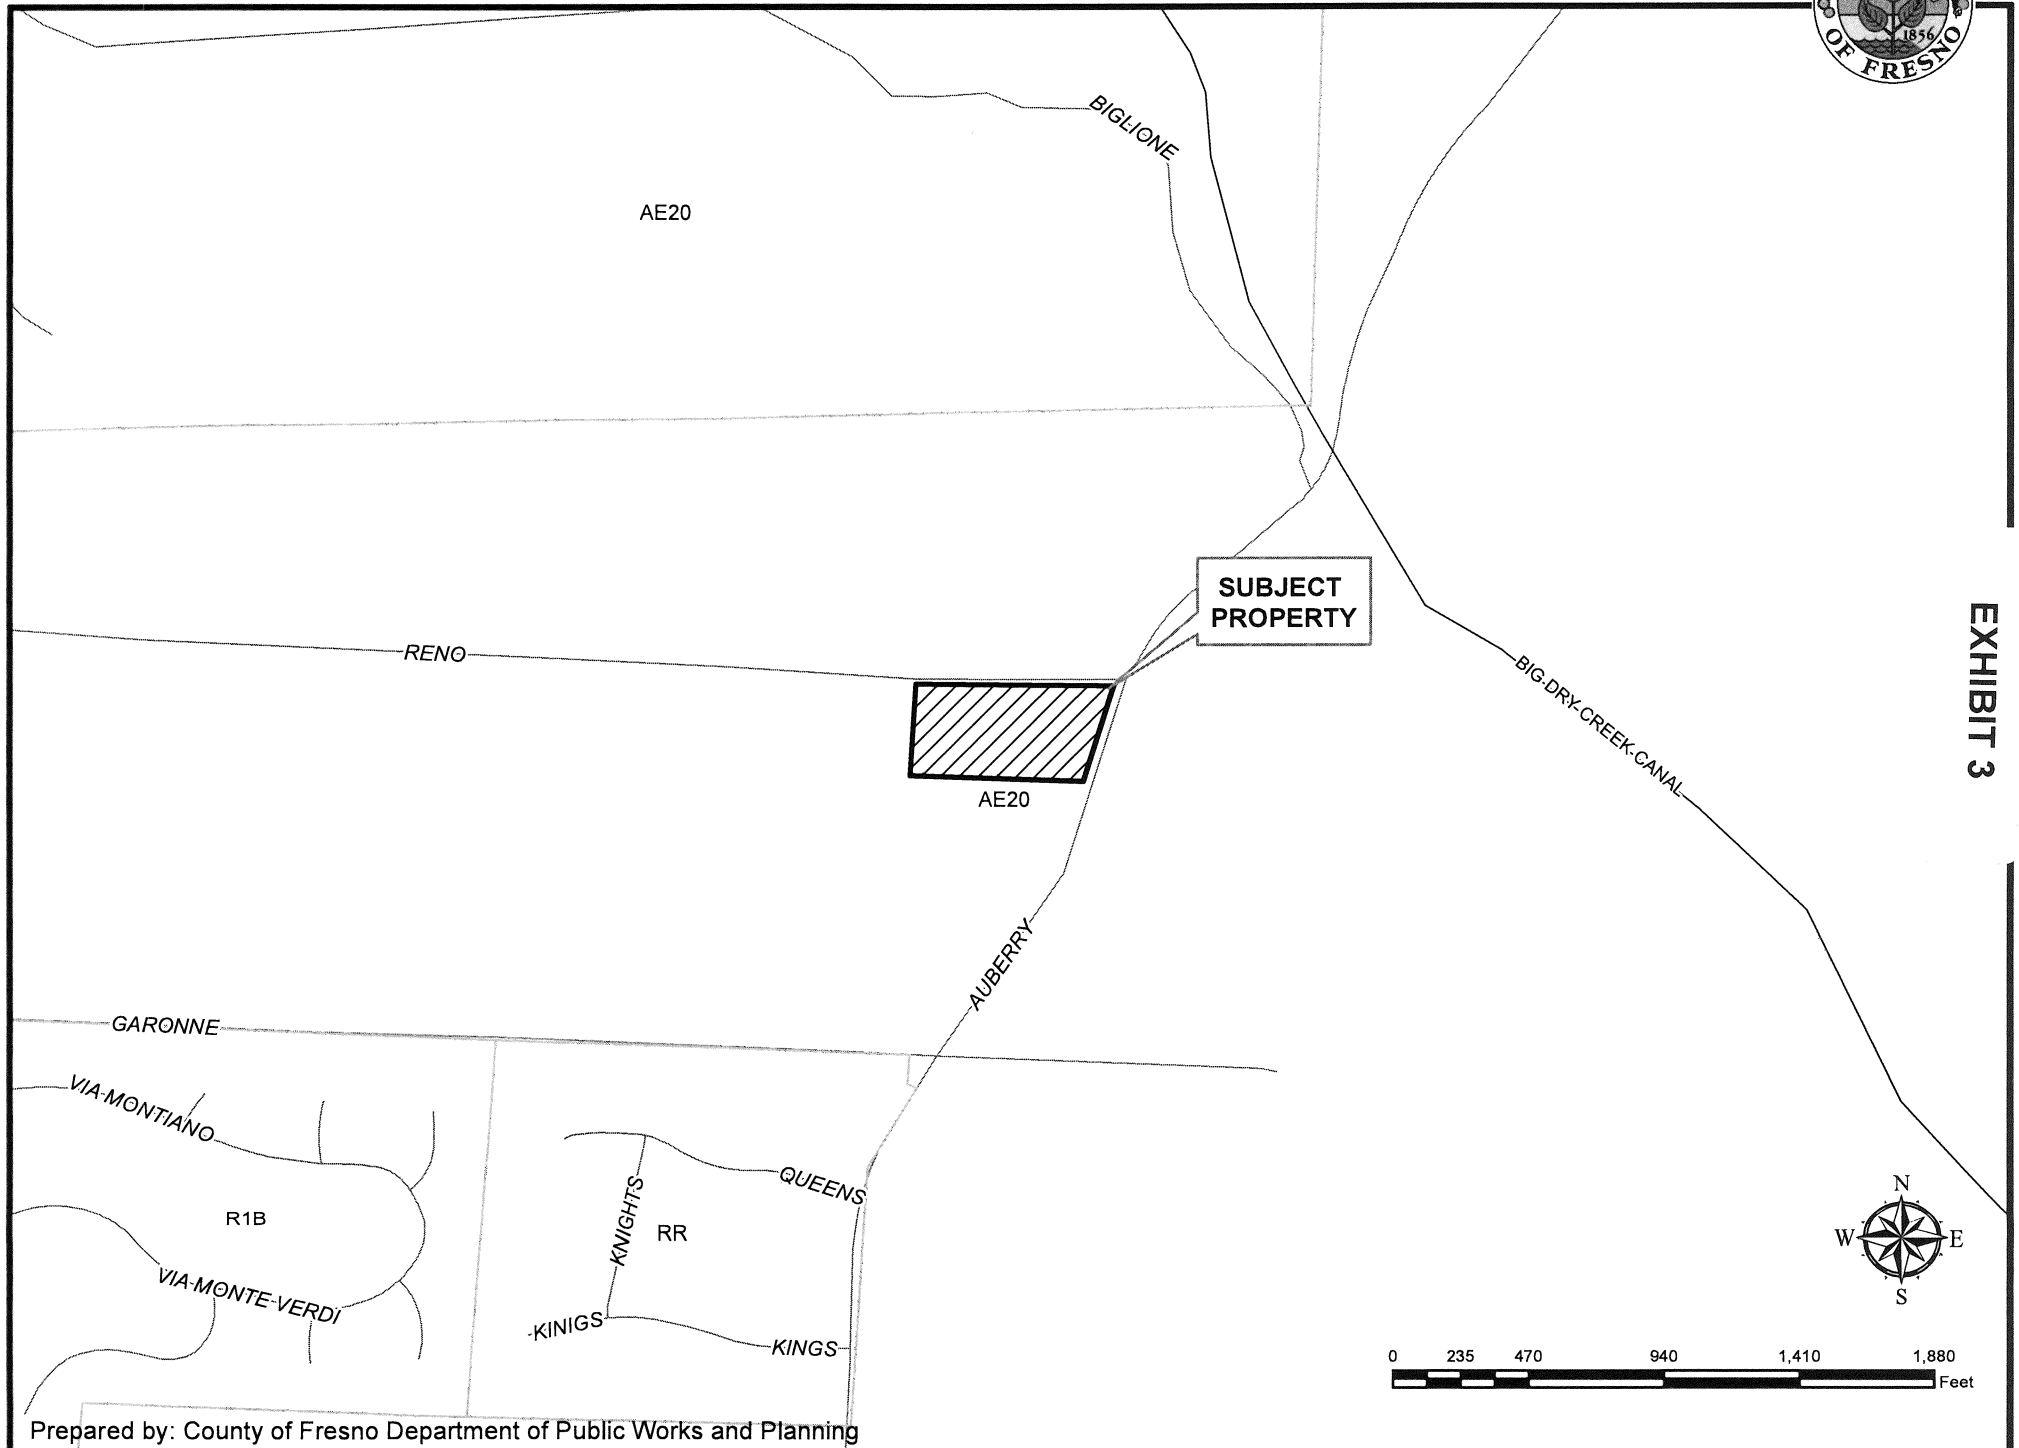 1856
OF FRESNO
BIGLIONE
AE20
SUBJECT
PROPERTY
EXHIBIT 3
RENO
BIG DRY CREEK CANAL
AE20
AUBERRY
GARONNE
VIA MONTIANO
QUEENS
KNIGHTS
R1B
RR
N
W E
S
VIA MONTE VERDI
KINIGS
KINGS
0 235 470 940 1,410 1,880
Feet
Prepared by: County of Fresno Department of Public Works and Planning